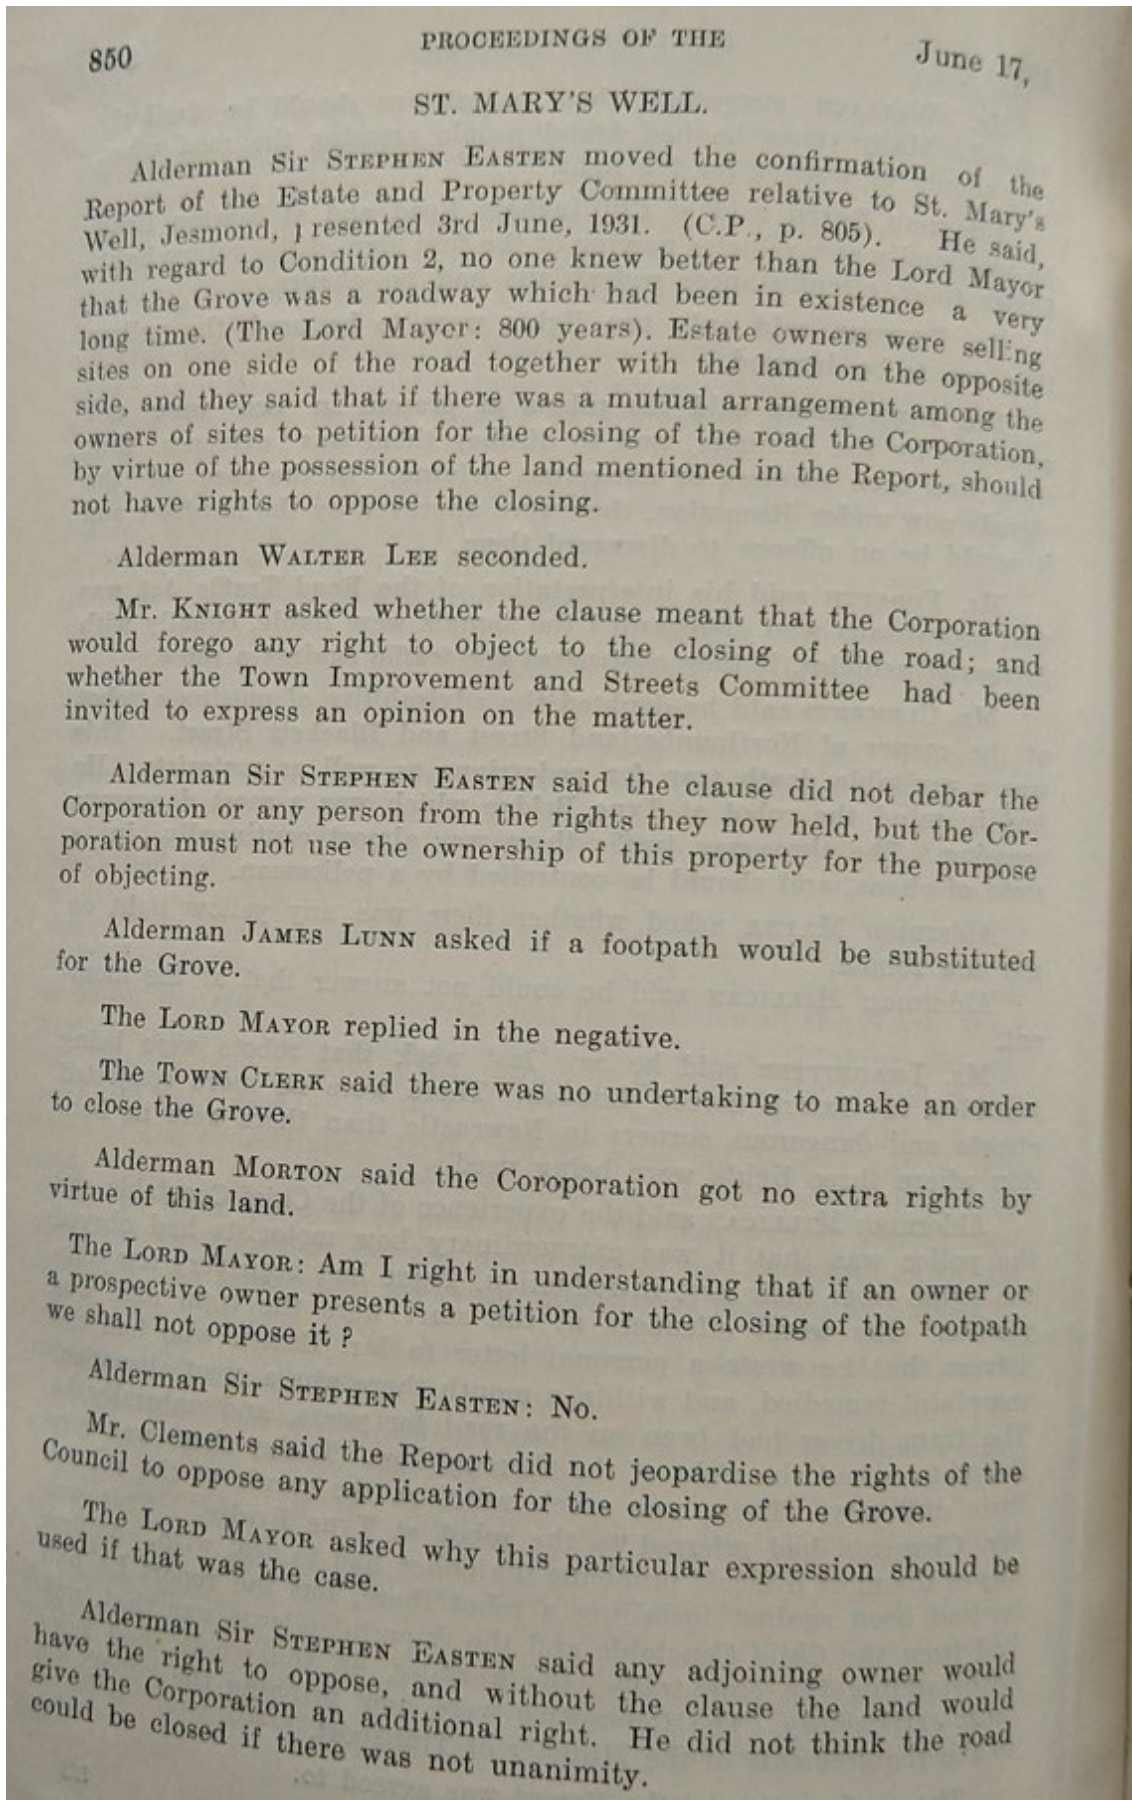 850
PROCEEDINGS OF THE
June 17,
ST. MARY'S WELL.
Alderman Sir STEPHEN EASTEN moved the confirmation of the
Report of the Estate and Property Committee relative to St. Mary's
Well, Jesmond, presented 3rd June, 1931. (C.P., p. 805). He said,
with regard to Condition 2, no one knew better than the Lord Mayor
that the Grove was a roadway which had been in existence a very
long time. (The Lord Mayor: 800 years). Estate owners were selling
sites on one side of the road together with the land on the opposite
side, and they said that if there was a mutual arrangement among the
owners of sites to petition for the closing of the road the Corporation,
by virtue of the possession of the land mentioned in the Report, should
not have rights to oppose the closing.
Alderman WALTER LEE seconded.
Mr. KNIGHT asked whether the clause meant that the Corporation
would forego any right to object to the closing of the road; and
whether the Town Improvement and Streets Committee had been
invited to express an opinion on the matter.
Alderman Sir STEPHEN EASTEN said the clause did not debar the
Corporation or any person from the rights they now held, but the Cor-
poration must not use the ownership of this property for the purpose
of objecting.
Alderman JAMES LUNN asked if a footpath would be substituted
for the Grove.
The LORD MAYOR replied in the negative.
The TOWN CLERK said there was no undertaking to make an order
to close the Grove.
Alderman MORTON said the Coroporation got no extra rights by
virtue of this land.
The LORD MAYOR: Am I right in understanding that if an owner or
a prospective owner presents a petition for the closing of the footpath
we shall not oppose it?
Alderman Sir STEPHEN EASTEN: No.
Mr. Clements said the Report did not jeopardise the rights of the
Council to oppose any application for the closing of the Grove.
The LORD MAYOR asked why this particular expression should be
used if that was the case.
Alderman Sir STEPHEN EASTEN said any adjoining owner would
have the right to oppose, and without the clause the land would
give the Corporation an additional right. He did not think the road
could be closed if there was not unanimity.